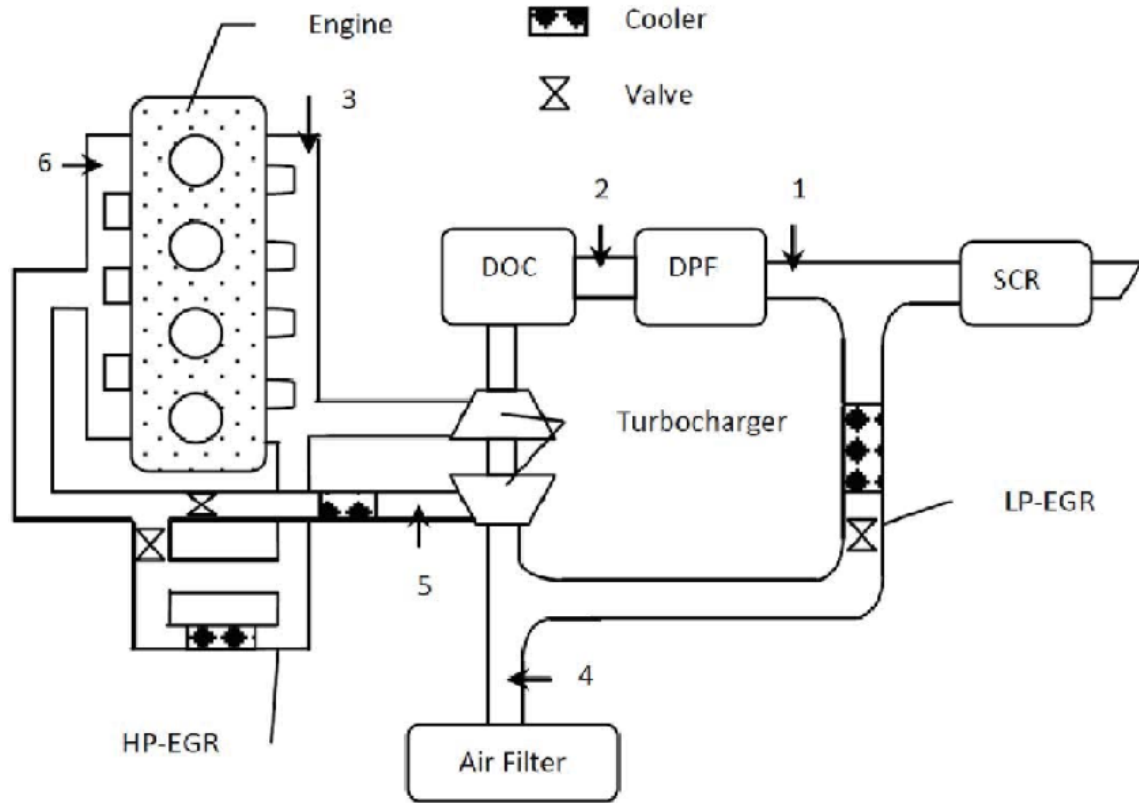 Engine
Cooler
Valve
3
6
2
1
DOC
DPF
SCR
Turbocharger
LP-EGR
5
4
HP-EGR
Air Filter